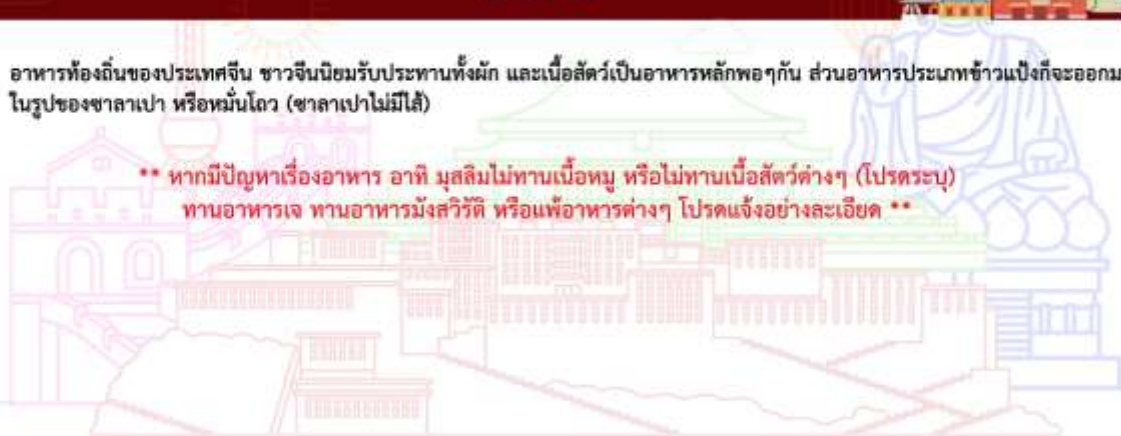 อาหารท้องถิ่นของประเทศจีน ชาวจีนนิยมรับประทานทั้งผัก และเนื้อสัตว์เป็นอาหารหลักพอๆกัน ส่วนอาหารประเภทข้าวแป้งก็จะออกม
ในรูปของซาลาเปา หรือหมั่นโถว (ซาลาเปาไม่มีไส้)
** หากมีปัญหาเรื่องอาหาร อาทิ มุสลิมไม่ทานเนื้อหมู หรือไม่ทานเนื้อสัตว์ต่างๆ (โปรดระบุ)
ทานอาหารเจ ทานอาหารมังสวิรัติ หรือแพ้อาหารต่างๆ โปรดแจ้งอย่างละเอียด **